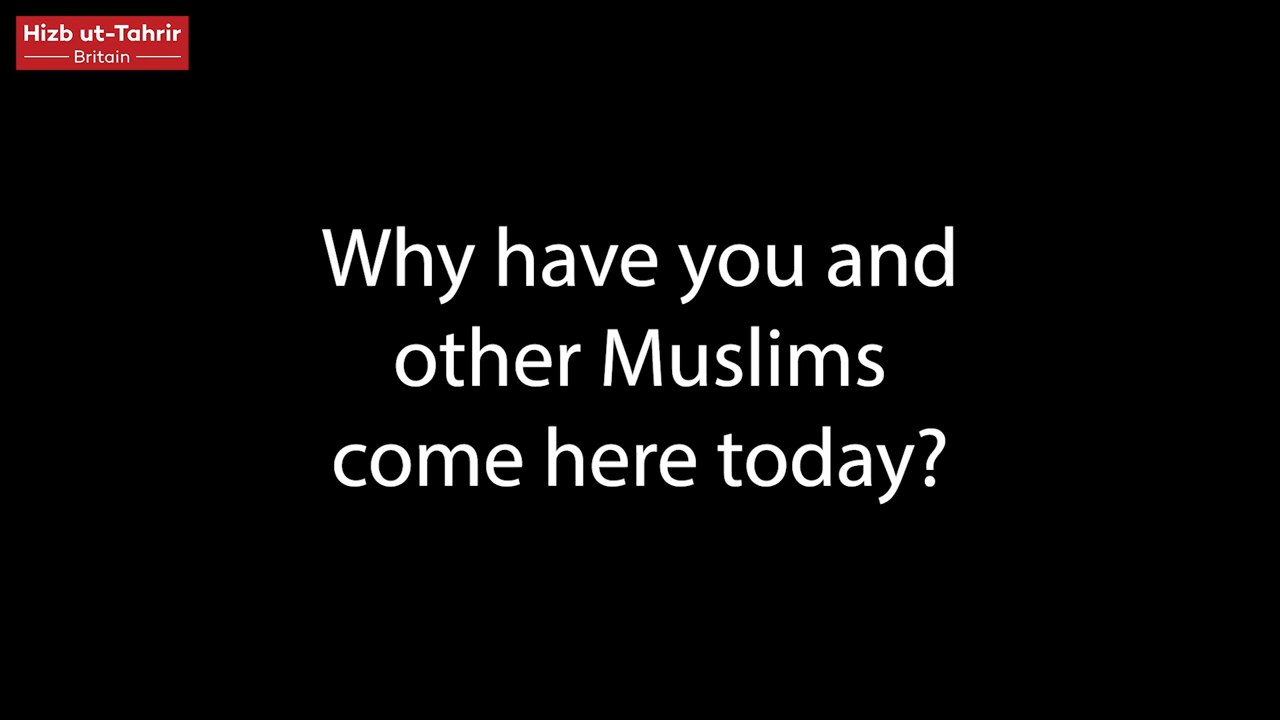 Hizb ut-Tahrir
Britain
Why have you and
other Muslims
come here today?